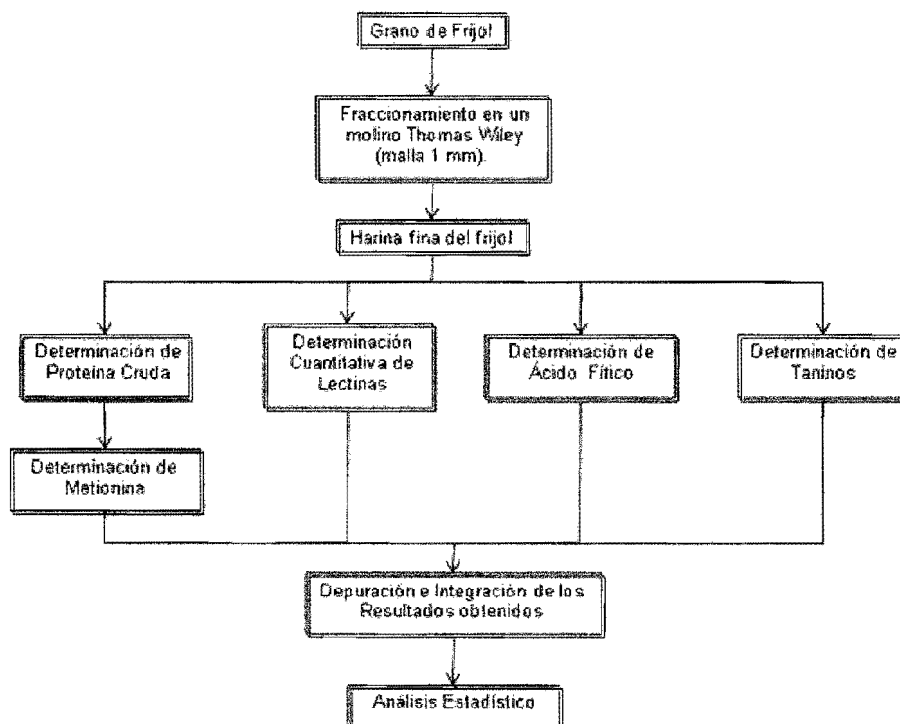 Grano de Frijol
Fraccionamiento en un
molino Thomas Wiley
(malla 1 mm).
Harina fina del frijol
Determinación de
Proteína Cruda
Determinación
Cuantitativa de
Lectinas
Determinación de
Ácido Fítico
Determinación de
Taninos
Determinación de
Metionina
Depuración e Integración de los
Resultados obtenidos
Análisis Estadístico